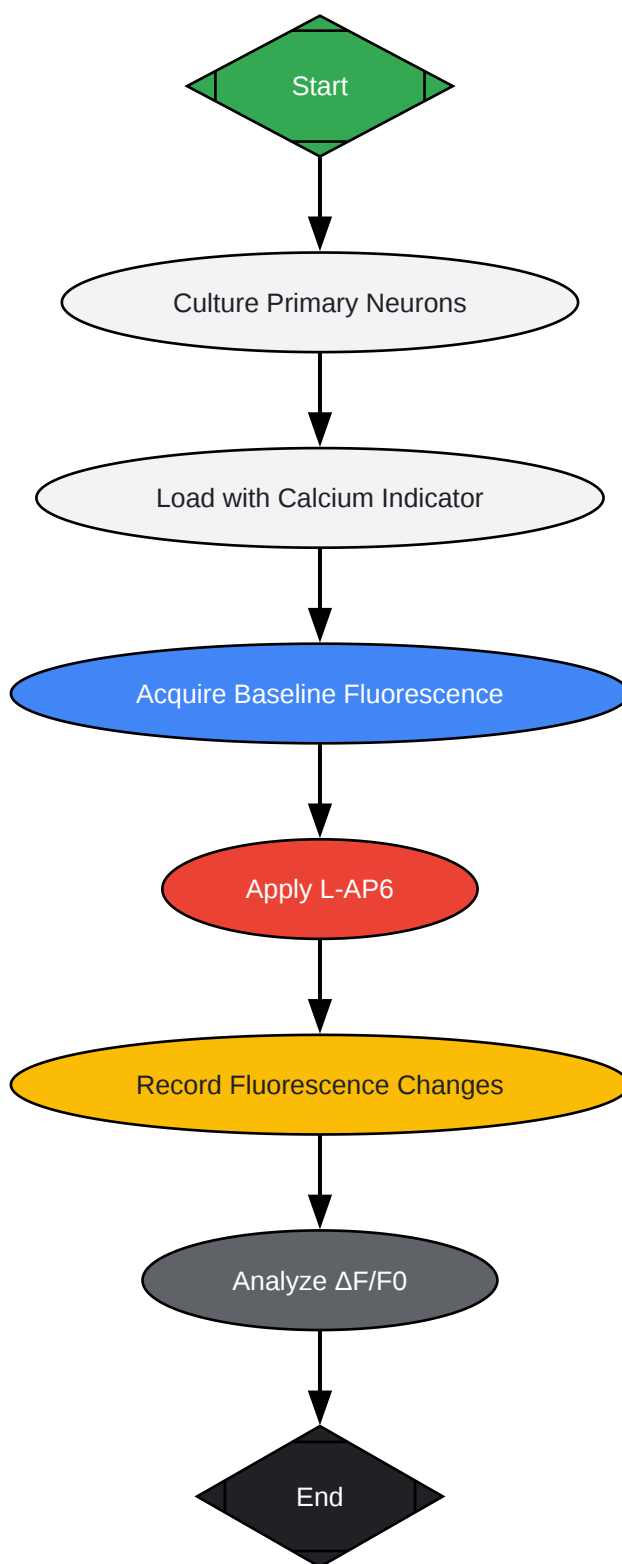 Start
Culture Primary Neurons
Load with Calcium Indicator
Acquire Baseline Fluorescence
Apply L-AP6
Record Fluorescence Changes
Analyze ΔF/F0
End